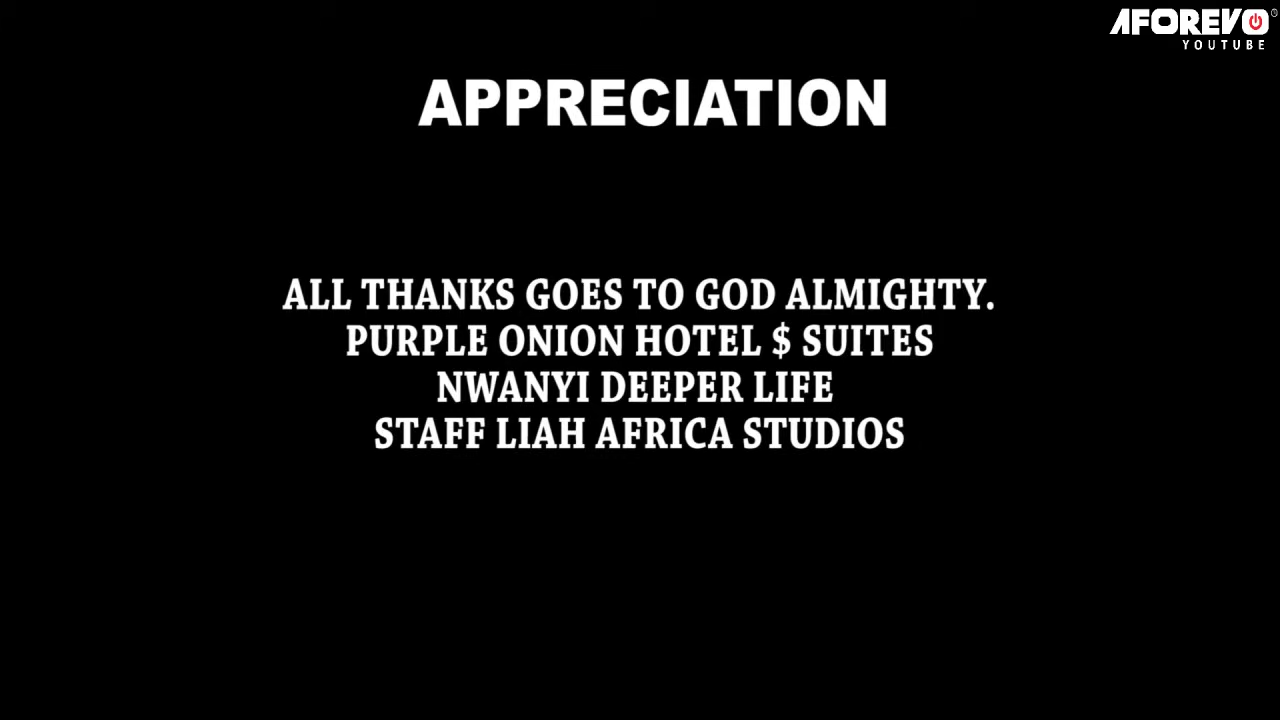 AFOREVO
YOUTUBE
APPRECIATION
ALL THANKS GOES TO GOD ALMIGHTY.
PURPLE ONION HOTEL $ SUITES
NWANYI DEEPER LIFE
STAFF LIAH AFRICA STUDIOS